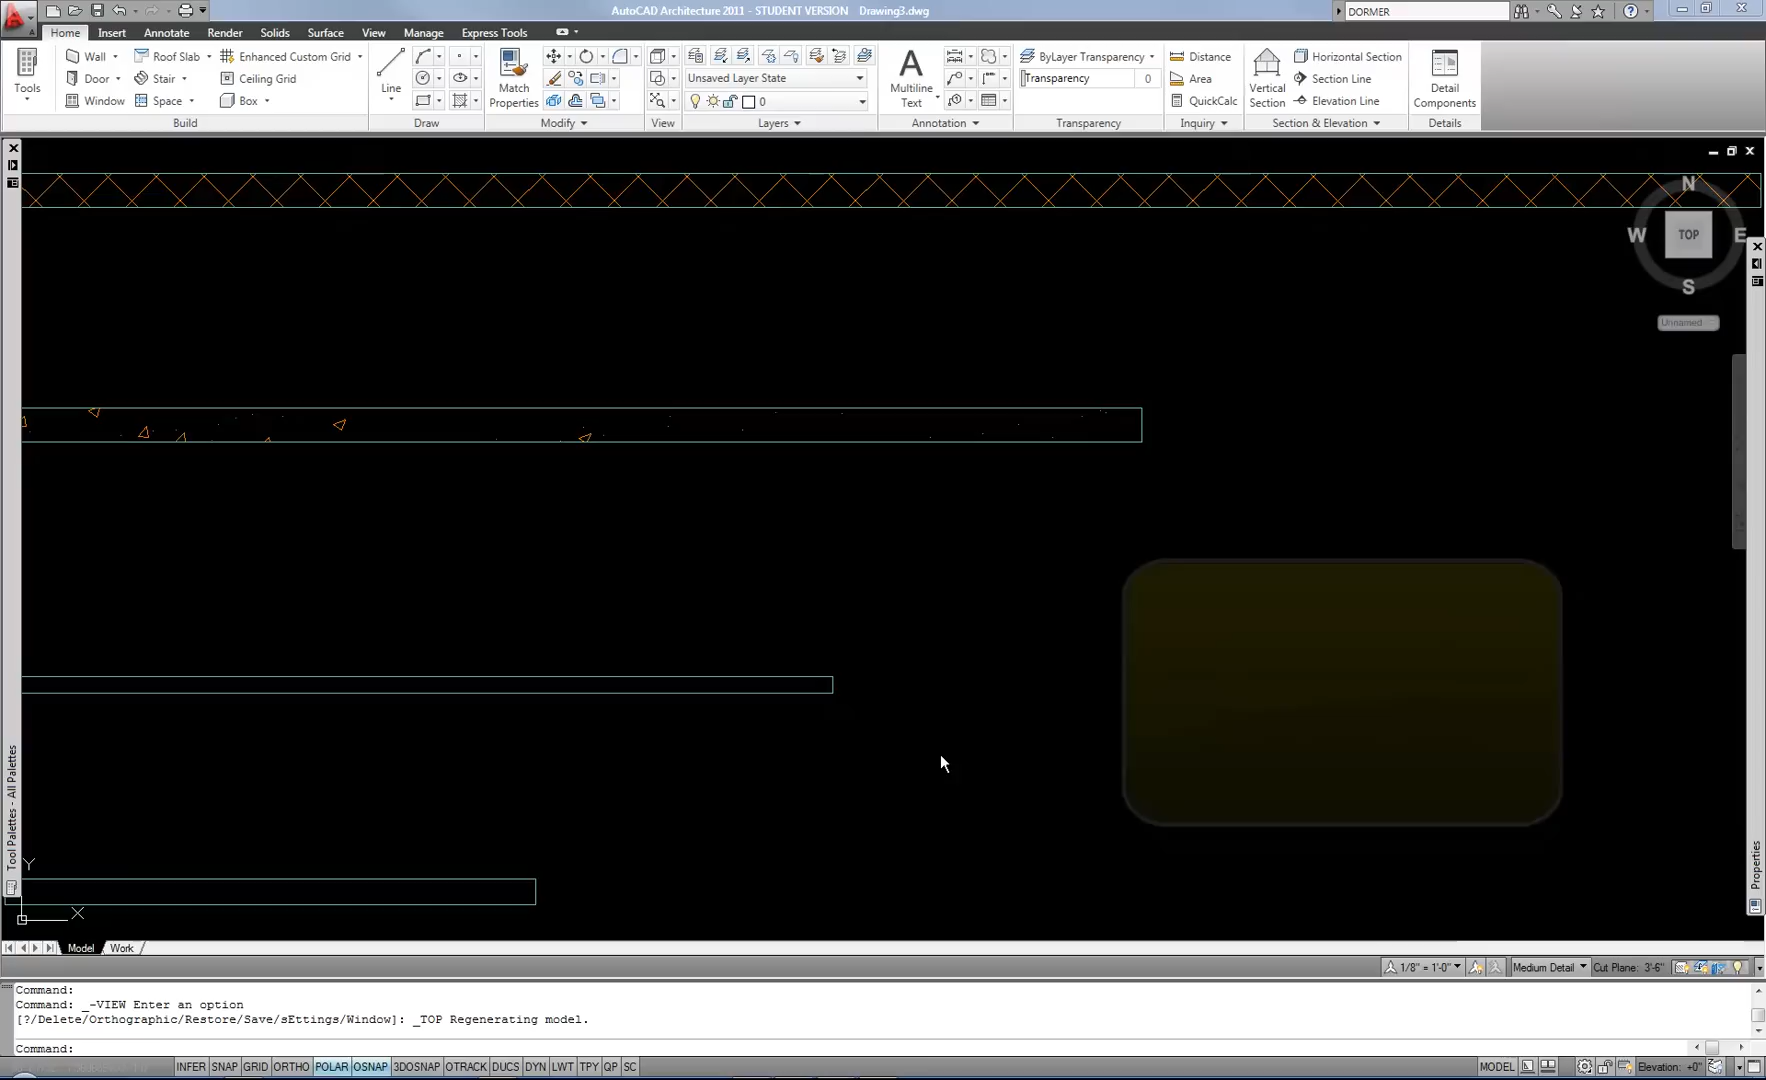 AutoCAD Architecture 2011 - STUDENT VERSION Drawing3.dwg
DORMER
Home Insert Annotate Render Solids Surface View Manage Express Tools
Wall Roof Slab Enhanced Custom Grid
Door Stair Ceiling Grid
Window Space Box
Tools
Build
Line
Draw
Match
Properties
Modify
View
Unsaved Layer State
0
Layers
Multiline
Text
Annotation
ByLayer Transparency
Transparency 0
Transparency
Distance
Area
QuickCalc
Inquiry
Vertical
Section
Horizontal Section
Section Line
Elevation Line
Section & Elevation
Detail
Components
Details
N
W TOP E
S
Unnamed
Tool Palettes - All Palettes
Properties
Y
X
Model Work
1/8" = 1'-0" Medium Detail Cut Plane: 3'-6"
Command:
Command: _-VIEW Enter an option
[?/Delete/Orthographic/Restore/Save/sEttings/Window]: _TOP Regenerating model.
Command:
INFER SNAP GRID ORTHO POLAR OSNAP 3DOSNAP OTRACK DUCS DYN LWT TPY QP SC
MODEL Elevation: +0"